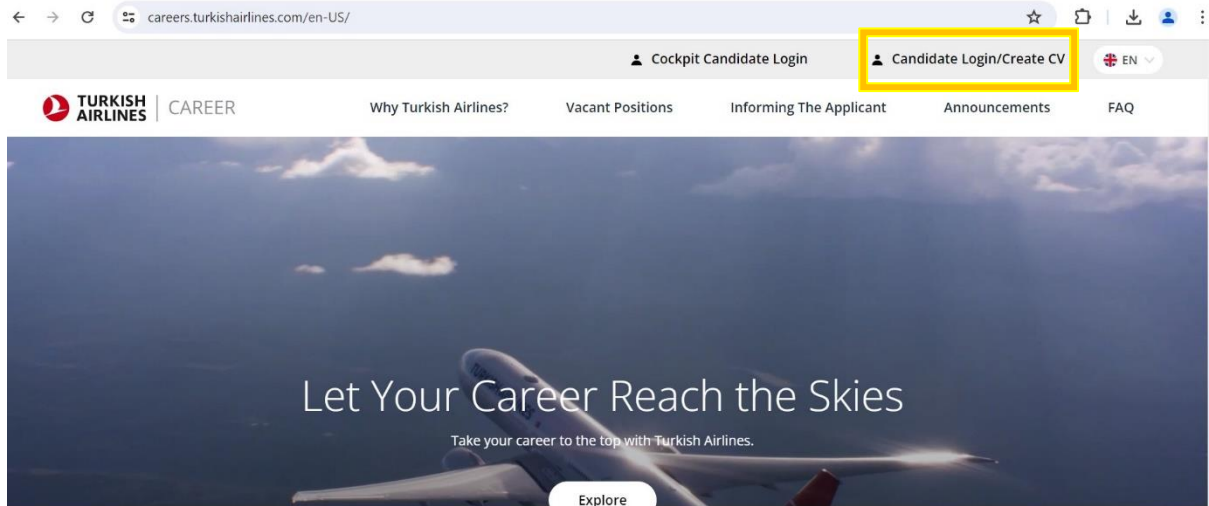 careers.turkishairlines.com/en-US/
Cockpit Candidate Login
Candidate Login/Create CV
EN
TURKISH AIRLINES
CAREER
Why Turkish Airlines?
Vacant Positions
Informing The Applicant
Announcements
FAQ
Let Your Career Reach the Skies
Take your career to the top with Turkish Airlines.
Explore